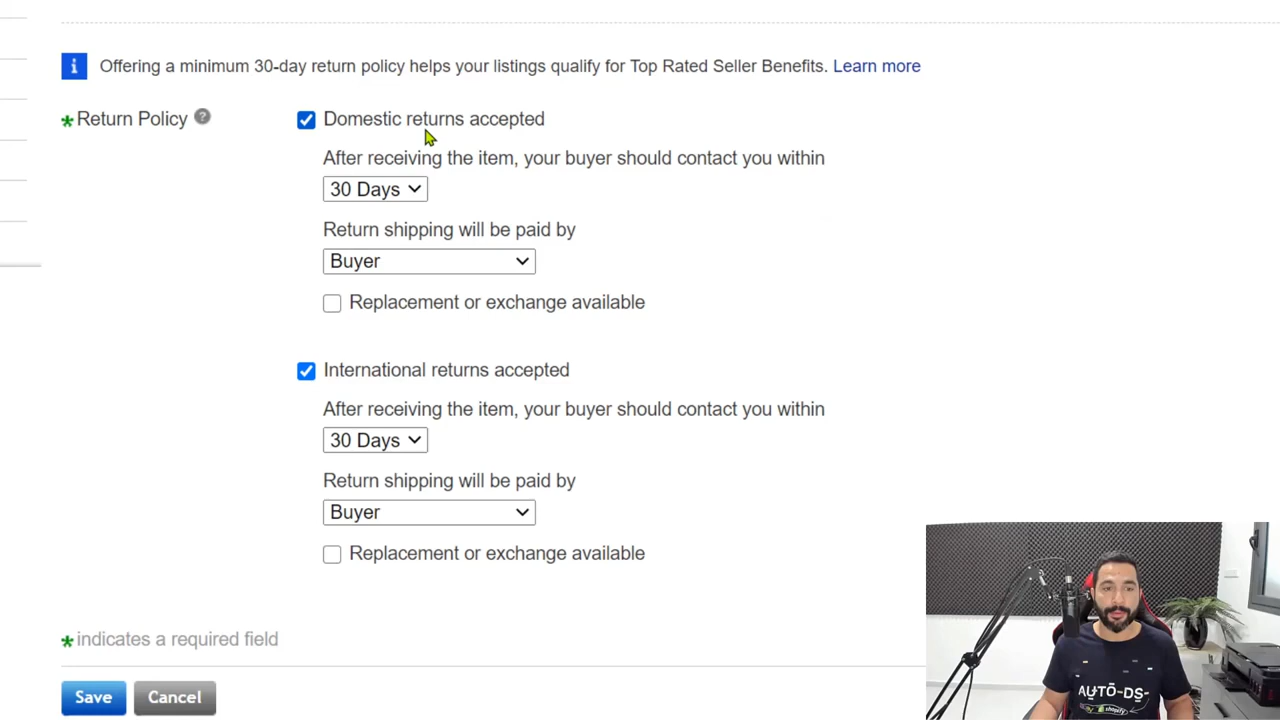 Offering a minimum 30-day return policy helps your listings qualify for Top Rated Seller Benefits. Learn more
* Return Policy ?
Domestic returns accepted
After receiving the item, your buyer should contact you within
30 Days
Return shipping will be paid by
Buyer
Replacement or exchange available
International returns accepted
After receiving the item, your buyer should contact you within
30 Days
Return shipping will be paid by
Buyer
Replacement or exchange available
* indicates a required field
Save Cancel
AUTO-DS-
shopify